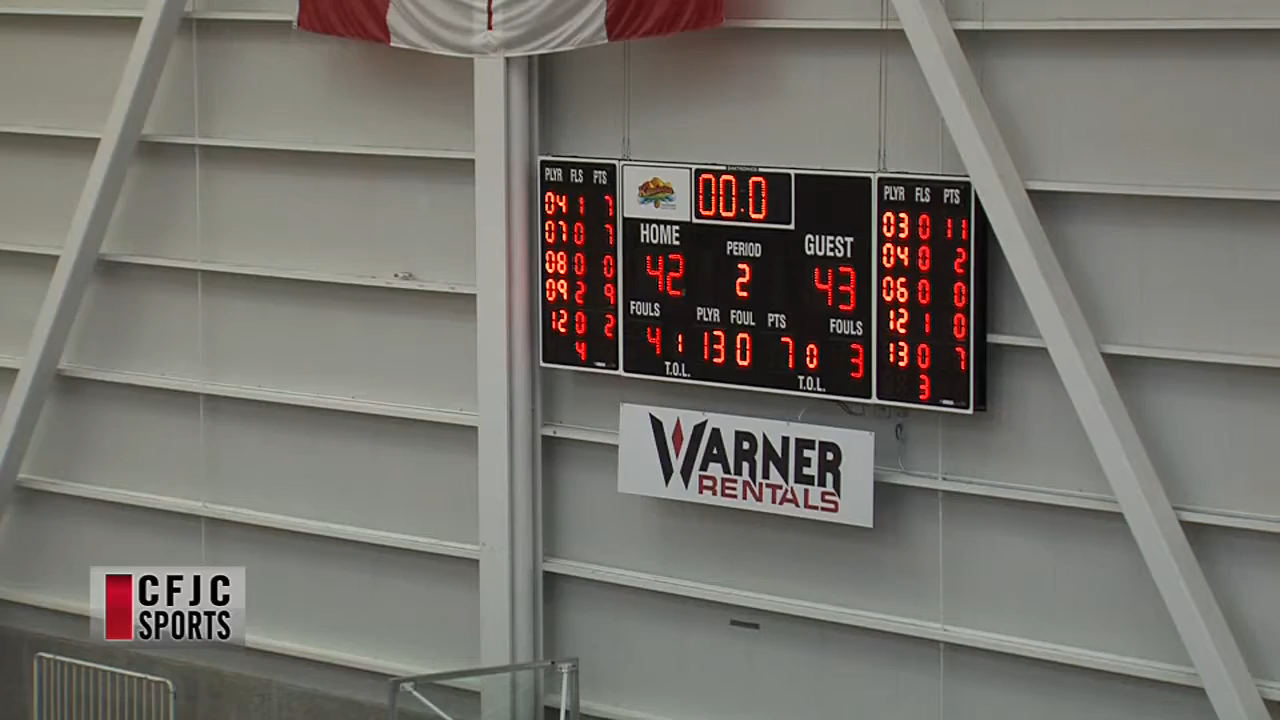 DAKTRONICS
PLYR FLS PTS
04 1 7
07 0 7
08 0 0
09 2 9
12 0 2
4
00.0
HOME PERIOD GUEST
42 2 43
FOULS PLYR FOUL PTS FOULS
4 1 13 0 7 0 3
T.O.L. T.O.L.
PLYR FLS PTS
03 0 11
04 0 2
06 0 0
12 1 0
13 0 7
3
WARNER
RENTALS
CFJC
SPORTS